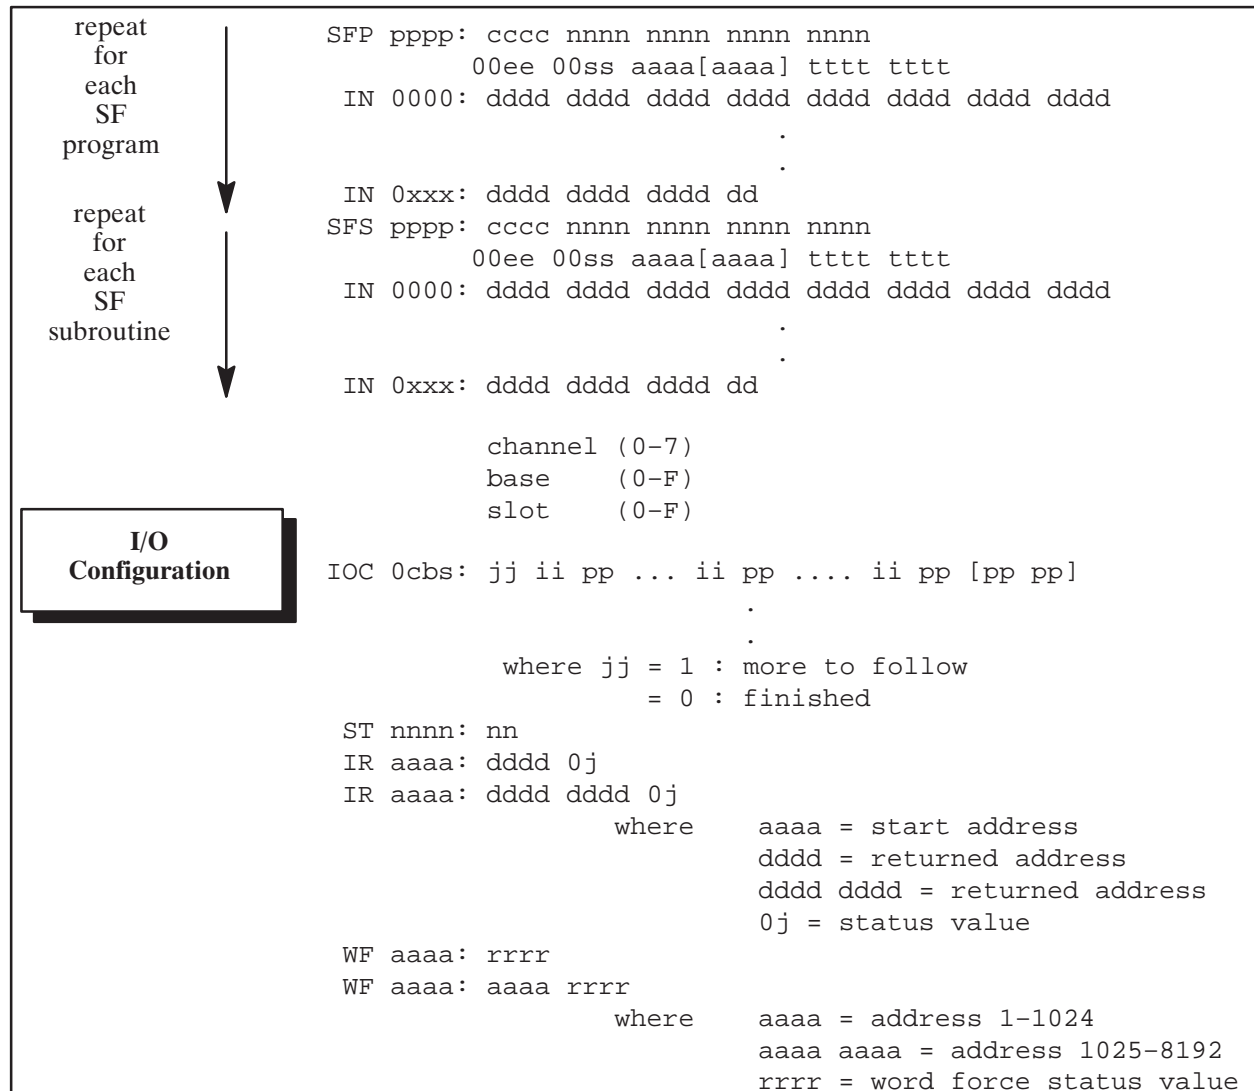 repeat
for
each
SF
program
SFP pppp: cccc nnnn nnnn nnnn nnnn
00ee 00ss aaaa[aaaa] tttt tttt
IN 0000: dddd dddd dddd dddd dddd dddd dddd dddd
.
.
IN 0xxx: dddd dddd dddd dd
repeat
for
each
SF
subroutine
SFS pppp: cccc nnnn nnnn nnnn nnnn
00ee 00ss aaaa[aaaa] tttt tttt
IN 0000: dddd dddd dddd dddd dddd dddd dddd dddd
.
.
IN 0xxx: dddd dddd dddd dd
channel (0–7)
base (0–F)
slot (0–F)
I/O
Configuration
IOC 0cbs: jj ii pp ... ii pp .... ii pp [pp pp]
.
.
where jj = 1 : more to follow
= 0 : finished
ST nnnn: nn
IR aaaa: dddd 0j
IR aaaa: dddd dddd 0j
where aaaa = start address
dddd = returned address
dddd dddd = returned address
0j = status value
WF aaaa: rrrr
WF aaaa: aaaa rrrr
where aaaa = address 1–1024
aaaa aaaa = address 1025–8192
rrrr = word force status value